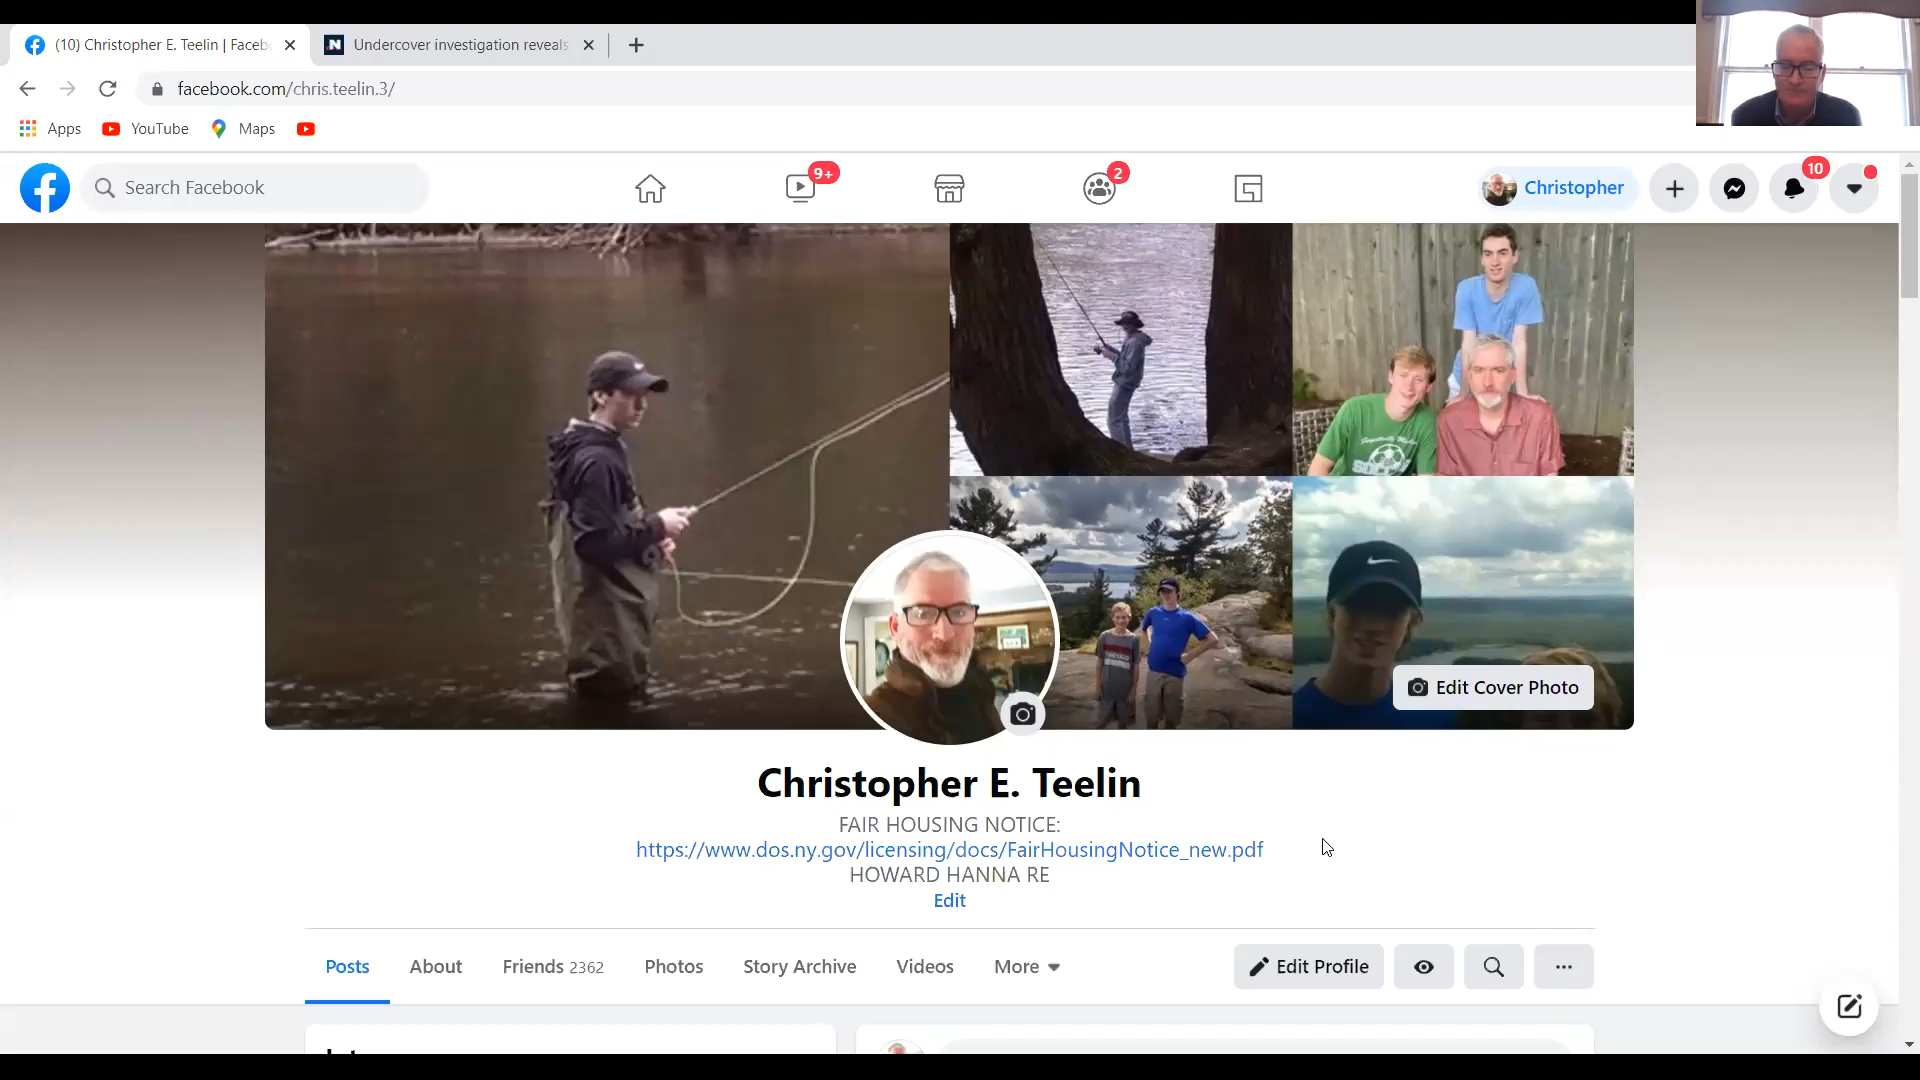 (10) Christopher E. Teelin | Faceb
Undercover investigation reveals
facebook.com/chris.teelin.3/
Apps
YouTube
Maps
Search Facebook
9+
2
Christopher
10
SOCCER
Edit Cover Photo
Christopher E. Teelin
FAIR HOUSING NOTICE:
https://www.dos.ny.gov/licensing/docs/FairHousingNotice_new.pdf
HOWARD HANNA RE
Edit
Posts
About
Friends 2362
Photos
Story Archive
Videos
More
Edit Profile